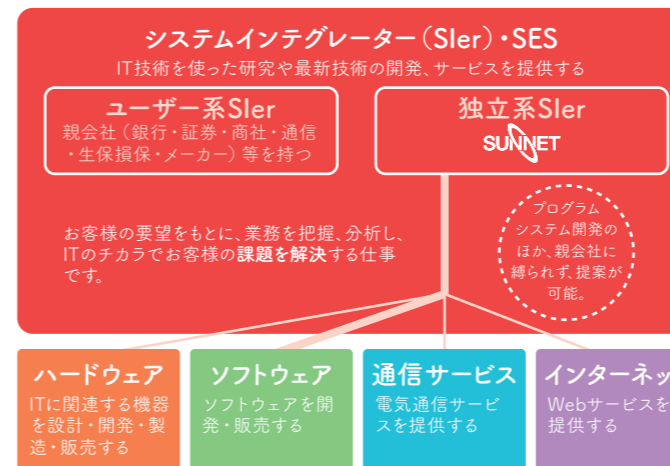 システムインテグレーター（SIer）・SES
IT技術を使った研究や最新技術の開発、サービスを提供する
ユーザー系SIer
親会社（銀行・証券・商社・通信
・生保損保・メーカー）等を持つ
独立系SIer
SUNNET
お客様の要望をもとに、業務を把握、分析し、
ITのチカラでお客様の課題を解決する仕事
です。
プログラム
システム開発の
ほか、親会社に
縛られず、提案が
可能。
ハードウェア
ITに関連する機器
を設計・開発・製
造・販売する
ソフトウェア
ソフトウェアを開
発・販売する
通信サービス
電気通信サービ
スを提供する
インターネッ
Webサービスを
提供する